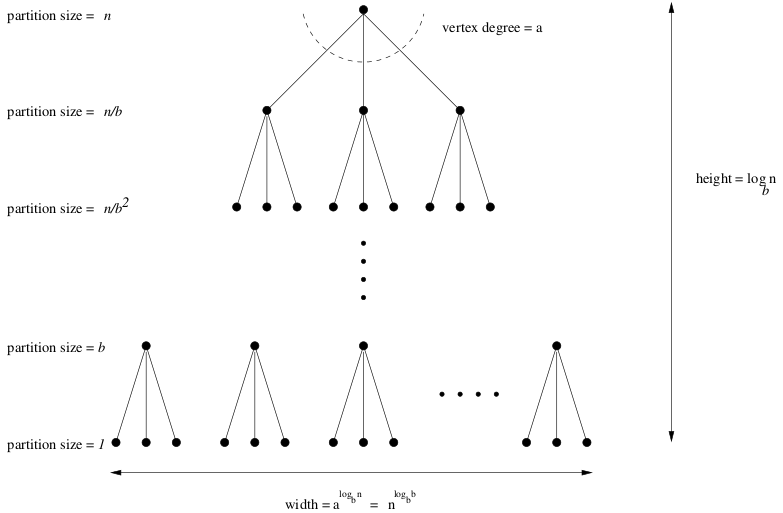 partition size = n
vertex degree = a
partition size = n/b
height = log_b n
partition size = n/b^2
partition size = b
partition size = 1
width = a^{log_b n} = n^{log_b b}